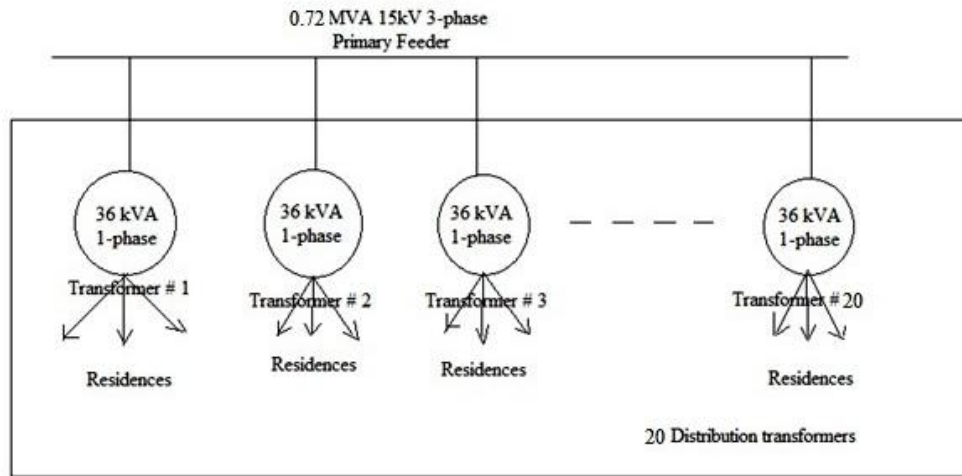 0.72 MVA 15kV 3-phase
Primary Feeder
36 kVA
1-phase
Transformer # 1
Residences
36 kVA
1-phase
Transformer # 2
Residences
36 kVA
1-phase
Transformer # 3
Residences
36 kVA
1-phase
Transformer # 20
Residences
20 Distribution transformers